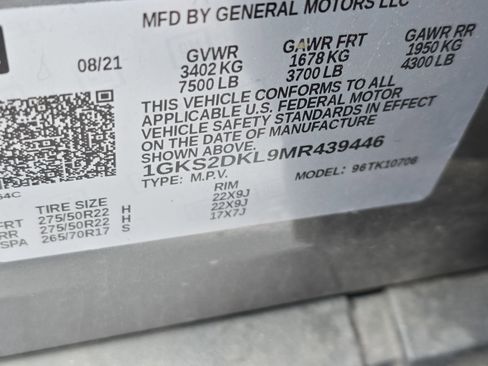 MFD BY GENERAL MOTORS LLC
08/21 GVWR GAWR FRT GAWR RR
3402 KG 1678 KG 1950 KG
7500 LB 3700 LB 4300 LB
THIS VEHICLE CONFORMS TO ALL
APPLICABLE U.S. FEDERAL MOTOR
VEHICLE SAFETY STANDARDS IN EFFECT
ON THE DATE OF MANUFACTURE SHOWN ABOVE.
1GKS2DKL9MR439446
TYPE: M.P.V. MODEL: 96TK10706
TIRE SIZE RIM
FRT 275/50R22 H 22X9J
RR 275/50R22 H 22X9J
SPA 265/70R17 S 17X7J